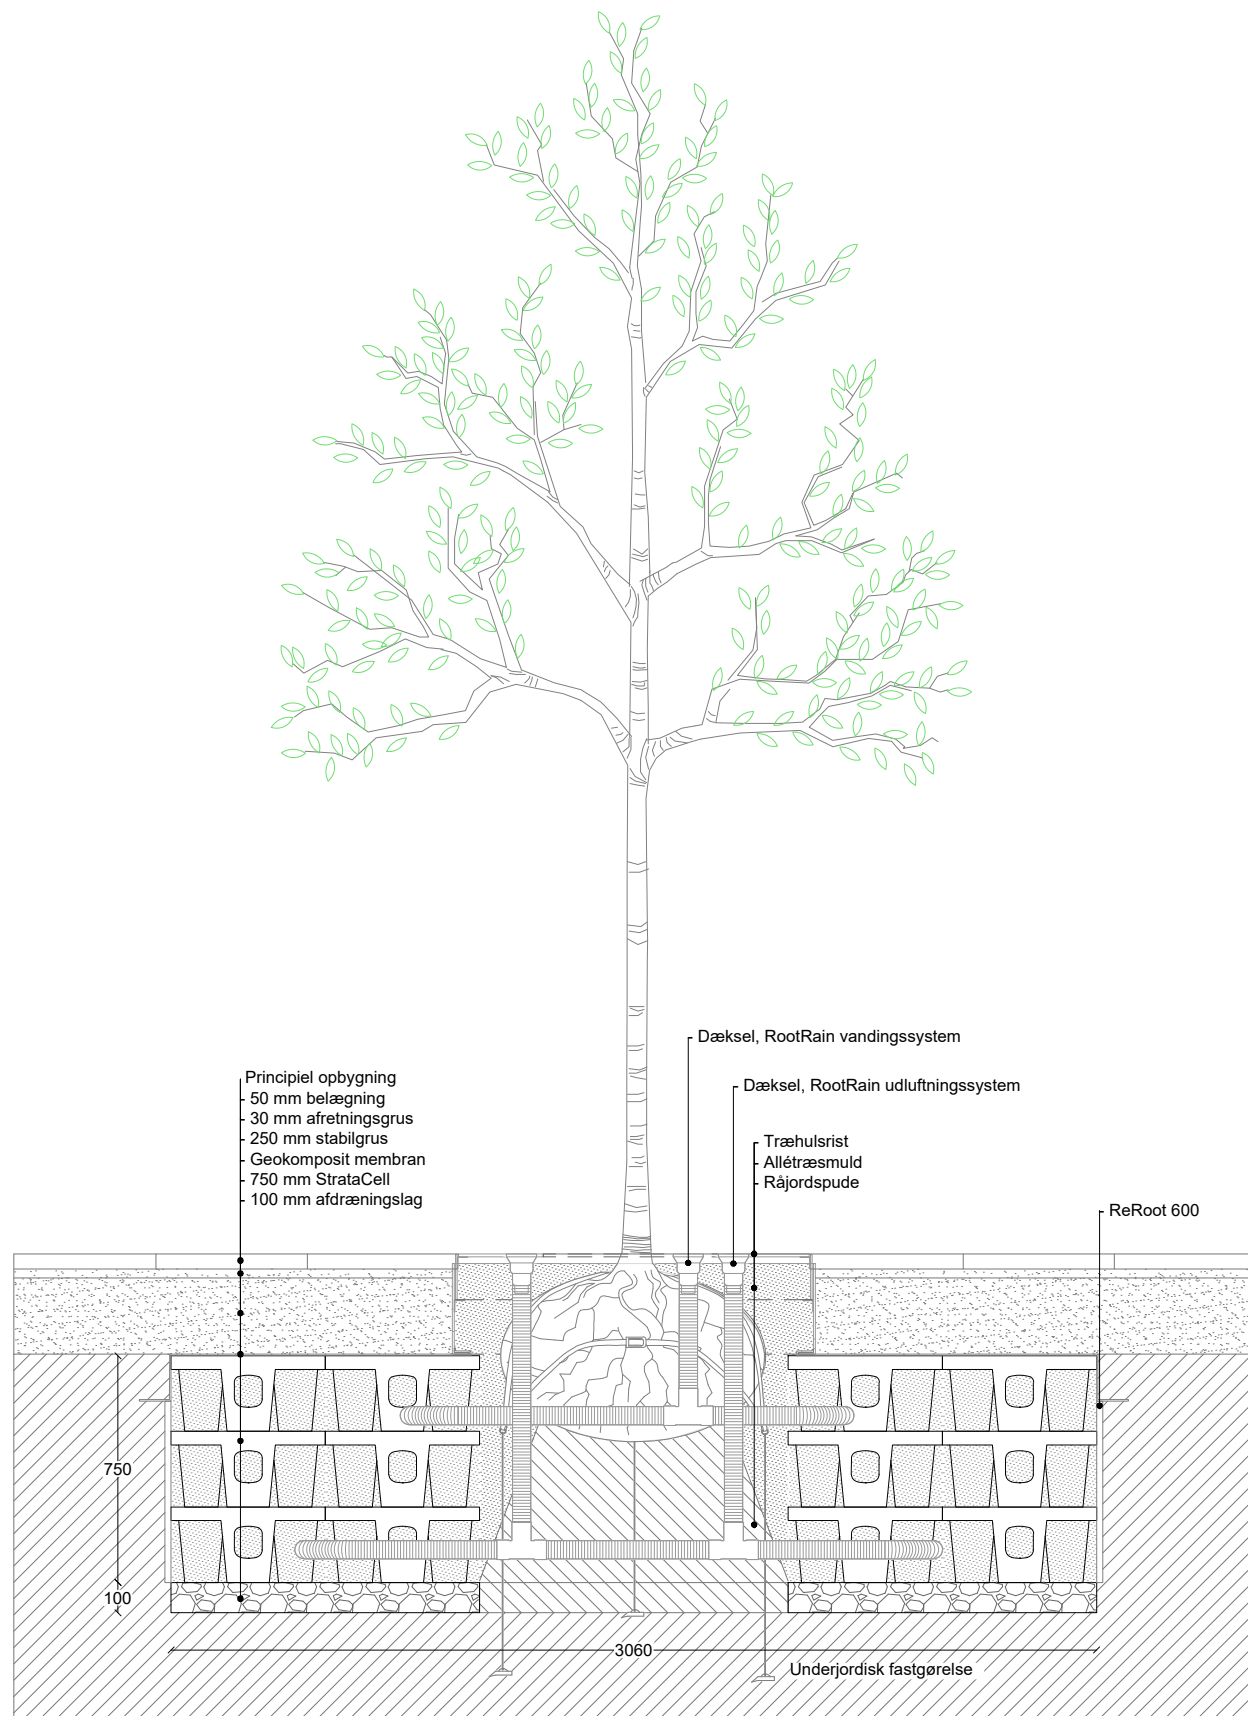 Dæksel, RootRain vandingssystem
Principiel opbygning
50 mm belægning
30 mm afretningsgrus
250 mm stabilgrus
Geokomposit membran
750 mm StrataCell
100 mm afdræningslag
Dæksel, RootRain udluftningssystem
Træhulsrist
Allétræsmuld
Råjordspude
ReRoot 600
750
100
3060
Underjordisk fastgørelse